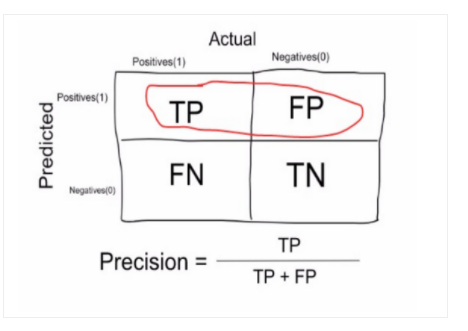 Actual
Positives(1) Negatives(0)
Predicted
Positives(1) TP FP
Negatives(0) FN TN
Precision = TP
TP + FP